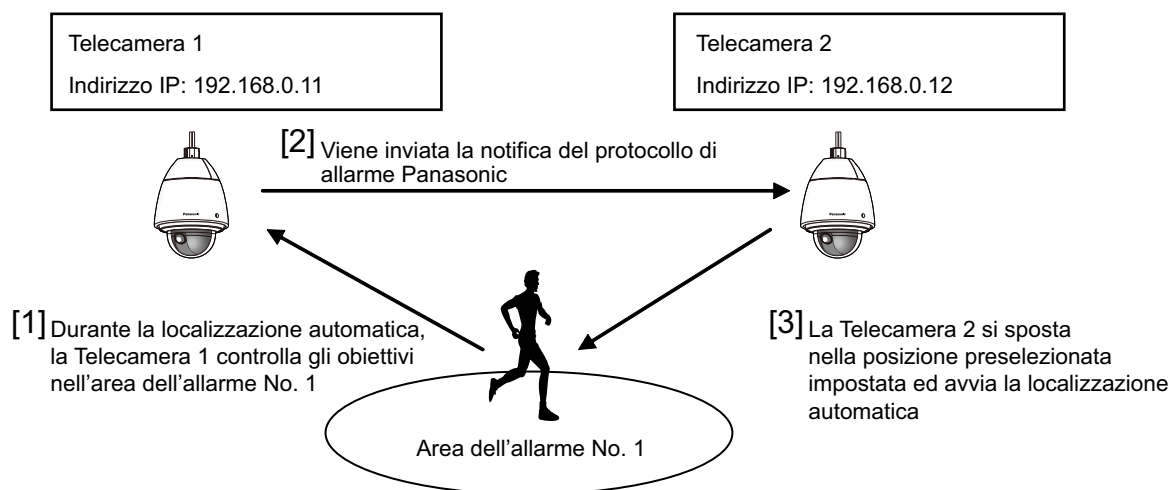 Telecamera 1
Indirizzo IP: 192.168.0.11
Telecamera 2
Indirizzo IP: 192.168.0.12
[2] Viene inviata la notifica del protocollo di
allarme Panasonic
Panasonic
Panasonic
[1] Durante la localizzazione automatica,
la Telecamera 1 controlla gli obiettivi
nell'area dell'allarme No. 1
[3] La Telecamera 2 si sposta
nella posizione preselezionata
impostata ed avvia la localizzazione
automatica
Area dell'allarme No. 1